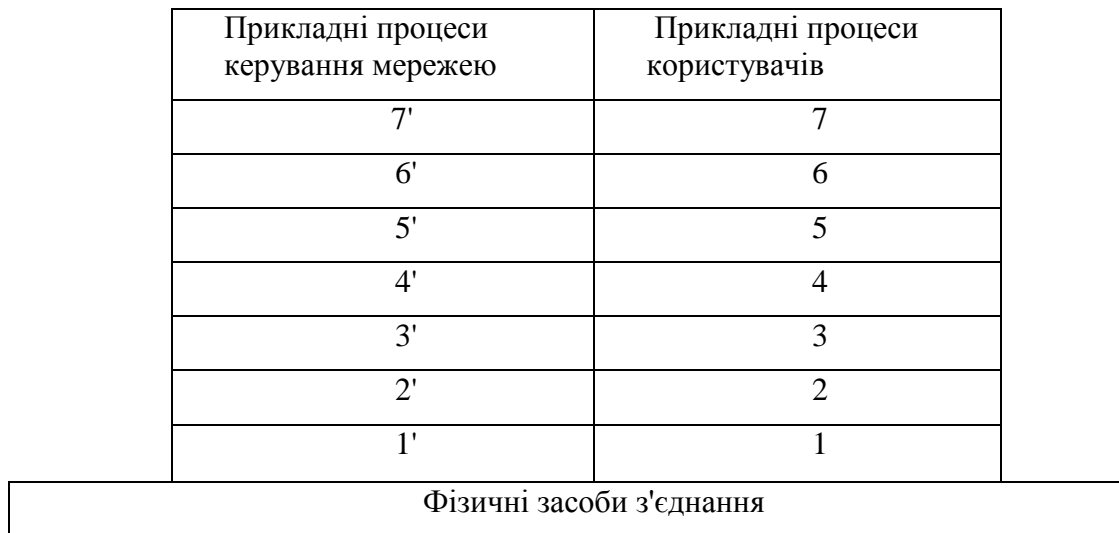 Прикладні процеси
керування мережею
Прикладні процеси
користувачів
7' 7
6' 6
5' 5
4' 4
3' 3
2' 2
1' 1
Фізичні засоби з'єднання